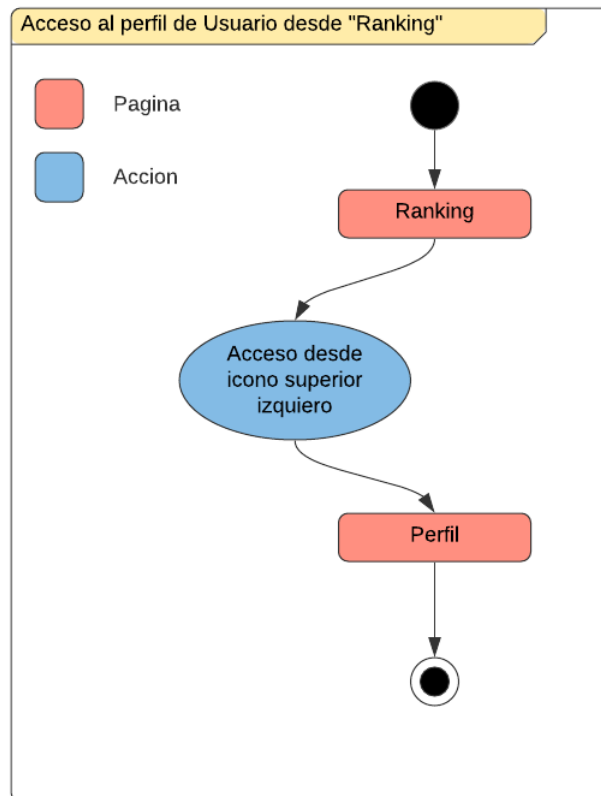 Acceso al perfil de Usuario desde "Ranking"
Pagina
Accion
Ranking
Acceso desde
icono superior
izquiero
Perfil